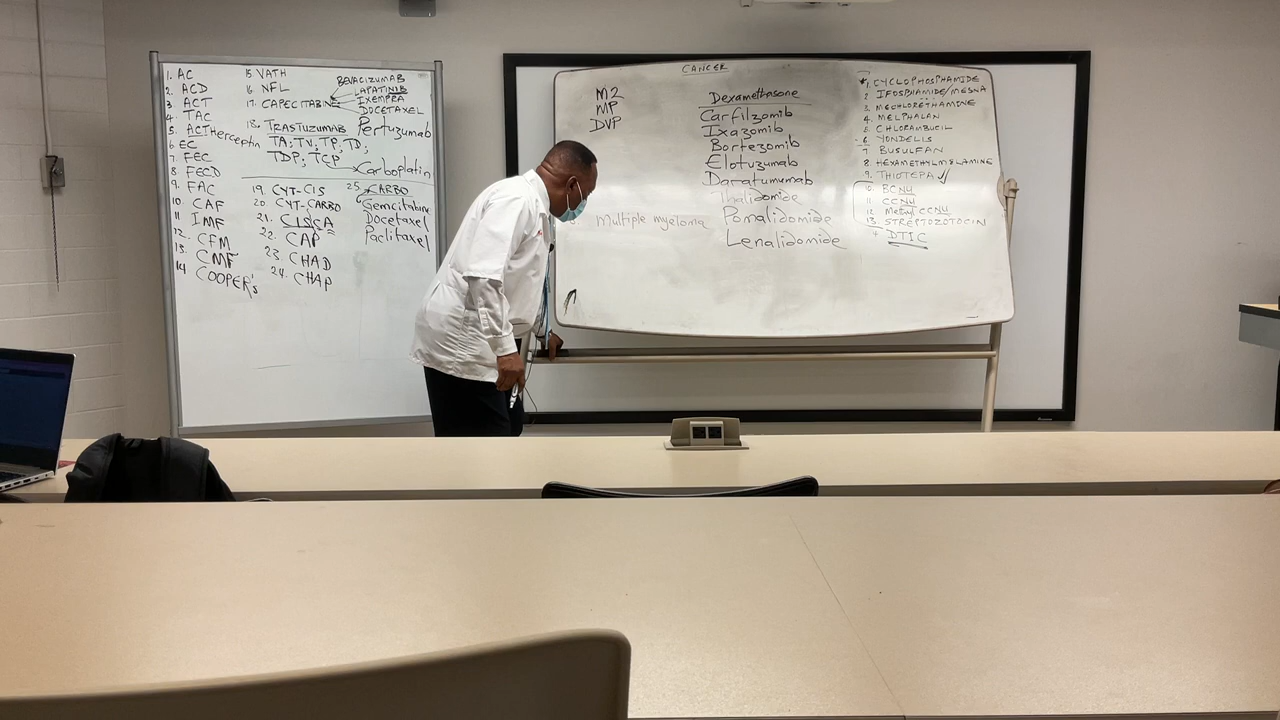 1. AC
2. ACD
3 ACT
4 TAC
5. ACTHerceptin
6 EC
7. FEC
8. FECD
9. FAC
10. CAF
11 IMF
12. CFM
13. CMF
14 COOPER's
15 VATH
16 NFL
17. CAPECITABINE
BEVACIZUMAB
LAPATINIB
IXEMPRA
DOCETAXEL
18. TRASTUZUMAB
Pertuzumab
TA; TV; TP; TD;
TDP; TCP
Carboplatin
19. CYT-CIS
20. CYT-CARBO
21. CISCA
22. CAP
23. CHAD
24. CHAP
25. CARBO
Gemcitabine
Docetaxel
Paclitaxel
CANCER
M2
MP
DVP
Multiple myeloma
Dexamethasone
Carfilzomib
Ixazomib
Bortezomib
Elotuzumab
Daratumumab
Thalidomide
Pomalidomide
Lenalidomide
*1. CYCLOPHOSPHAMIDE
2 IFOSPHAMIDE/MESNA
3. MECHLORETHAMINE
4. MELPHALAN
5 CHLORAMBUCIL
6. YONDELIS
7 BUSULFAN
8. HEXAMETHYLMELAMINE
9. THIOTEPA ✓
BCNU
11 CCNU
12 Methyl CCNU
13. STREPTOZOTOCIN
DTIC